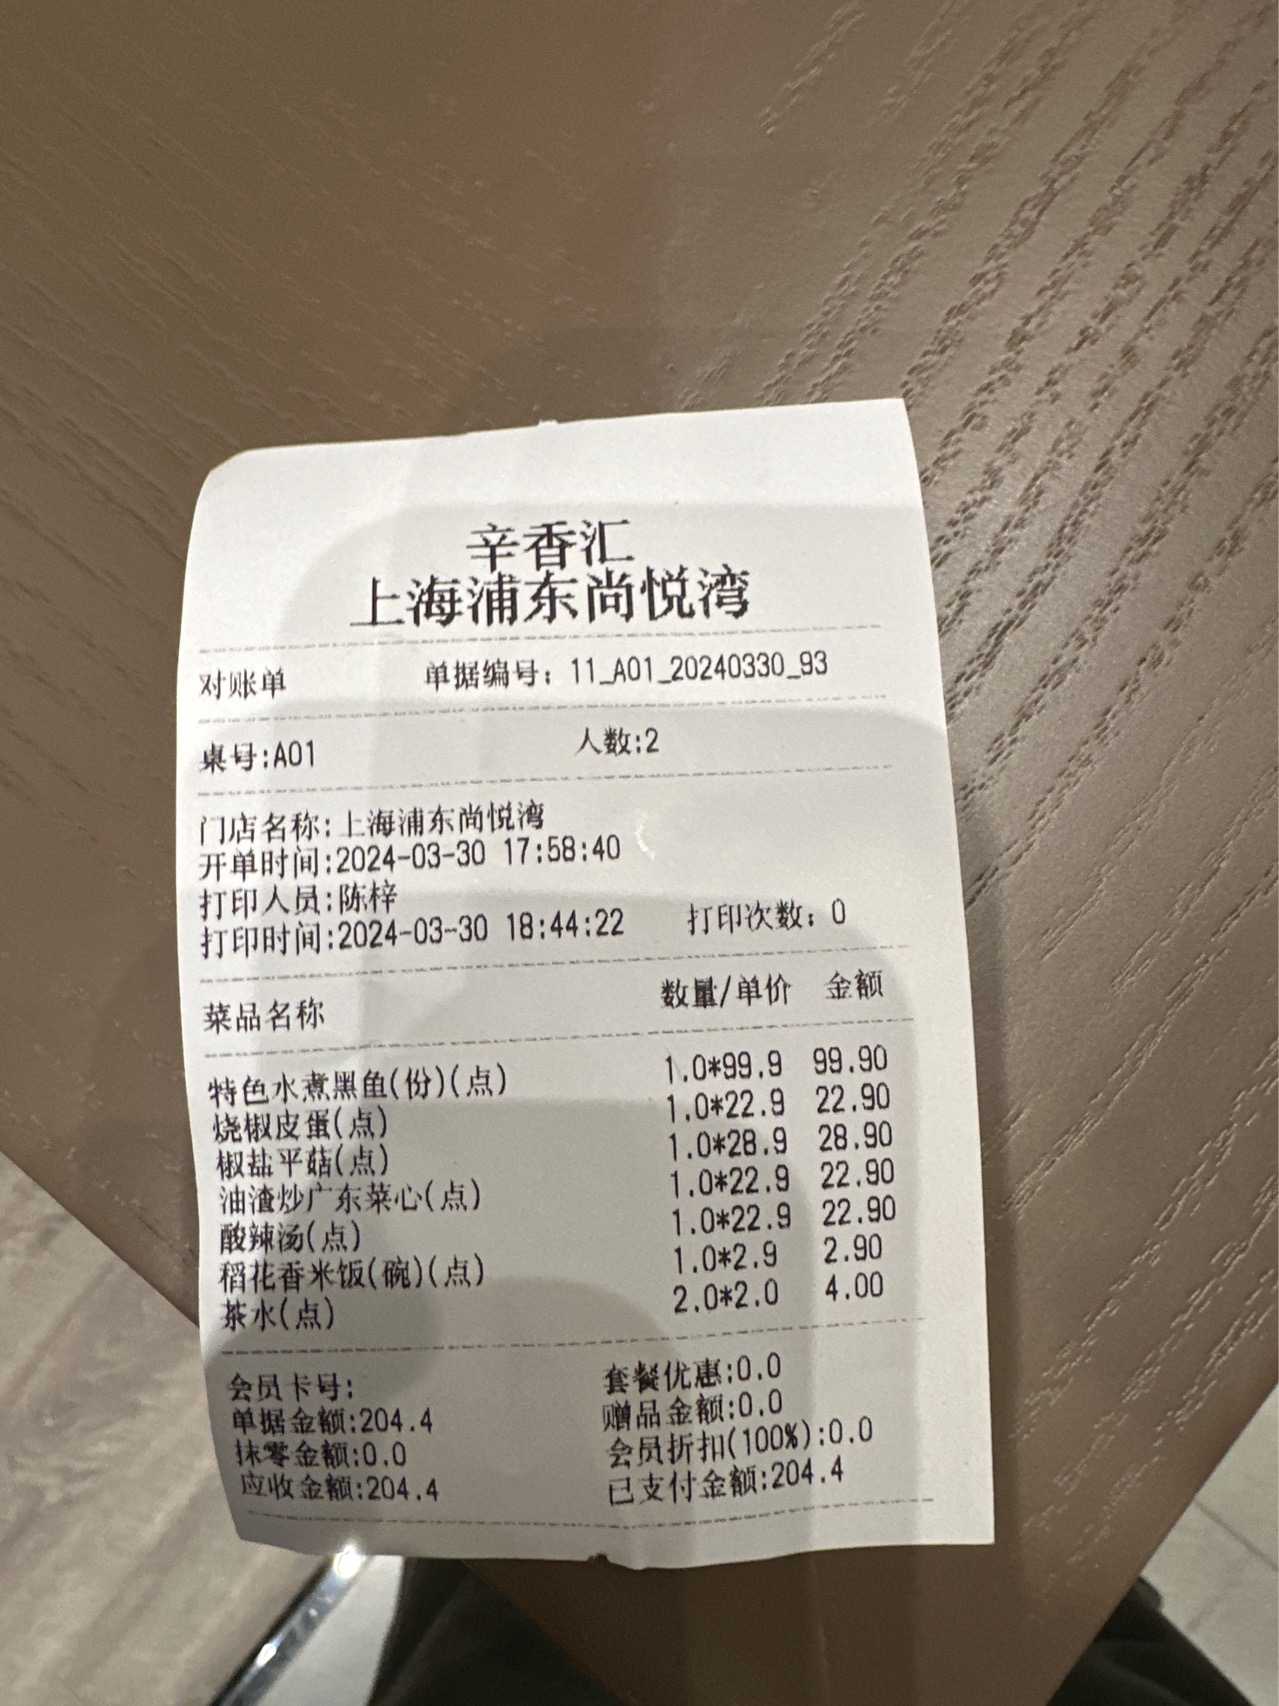 辛香汇
上海浦东尚悦湾
对账单 单据编号：11_A01_20240330_93
桌号:A01 人数:2
门店名称:上海浦东尚悦湾
开单时间:2024-03-30 17:58:40
打印人员:陈梓
打印时间:2024-03-30 18:44:22 打印次数：0
菜品名称 数量/单价 金额
特色水煮黑鱼(份)(点) 1.0*99.9 99.90
烧椒皮蛋(点) 1.0*22.9 22.90
椒盐平菇(点) 1.0*28.9 28.90
油渣炒广东菜心(点) 1.0*22.9 22.90
酸辣汤(点) 1.0*22.9 22.90
稻花香米饭(碗)(点) 1.0*2.9 2.90
茶水(点) 2.0*2.0 4.00
会员卡号: 套餐优惠:0.0
单据金额:204.4 赠品金额:0.0
抹零金额:0.0 会员折扣(100%):0.0
应收金额:204.4 已支付金额:204.4